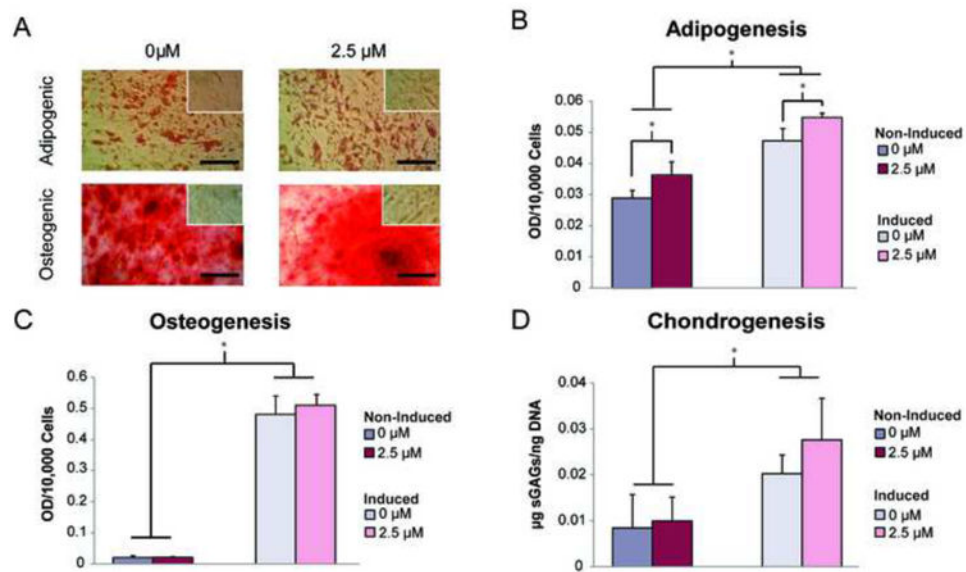 A
0µM
2.5 µM
Adipogenic
Osteogenic
B
Adipogenesis
*
*
*
OD/10,000 Cells
0.06
0.05
0.04
0.03
0.02
0.01
0
Non-Induced
0 µM
2.5 µM
Induced
0 µM
2.5 µM
C
Osteogenesis
*
OD/10,000 Cells
0.6
0.5
0.4
0.3
0.2
0.1
0
Non-Induced
0 µM
2.5 µM
Induced
0 µM
2.5 µM
D
Chondrogenesis
*
µg sGAGs/ng DNA
0.04
0.03
0.02
0.01
0
Non-Induced
0 µM
2.5 µM
Induced
0 µM
2.5 µM